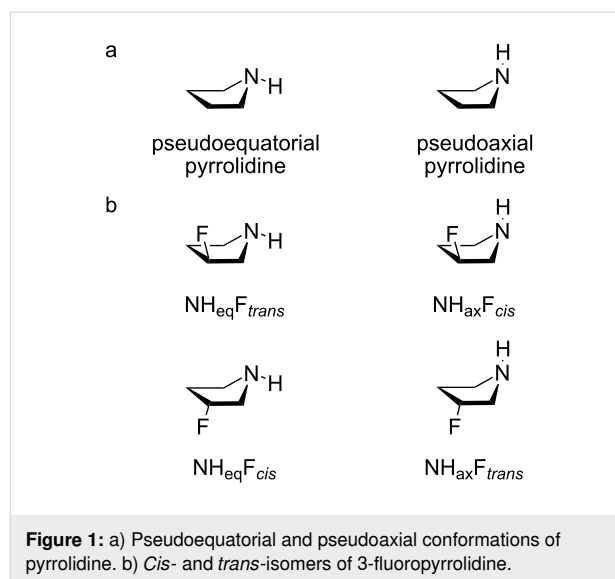 a
N H
H
N
pseudoequatorial
pyrrolidine
pseudoaxial
pyrrolidine
b
F N H
H
F N
NHeqFtrans
NHaxFcis
N H
F
H
N
F
NHeqFcis
NHaxFtrans
Figure 1: a) Pseudoequatorial and pseudoaxial conformations of
pyrrolidine. b) Cis- and trans-isomers of 3-fluoropyrrolidine.